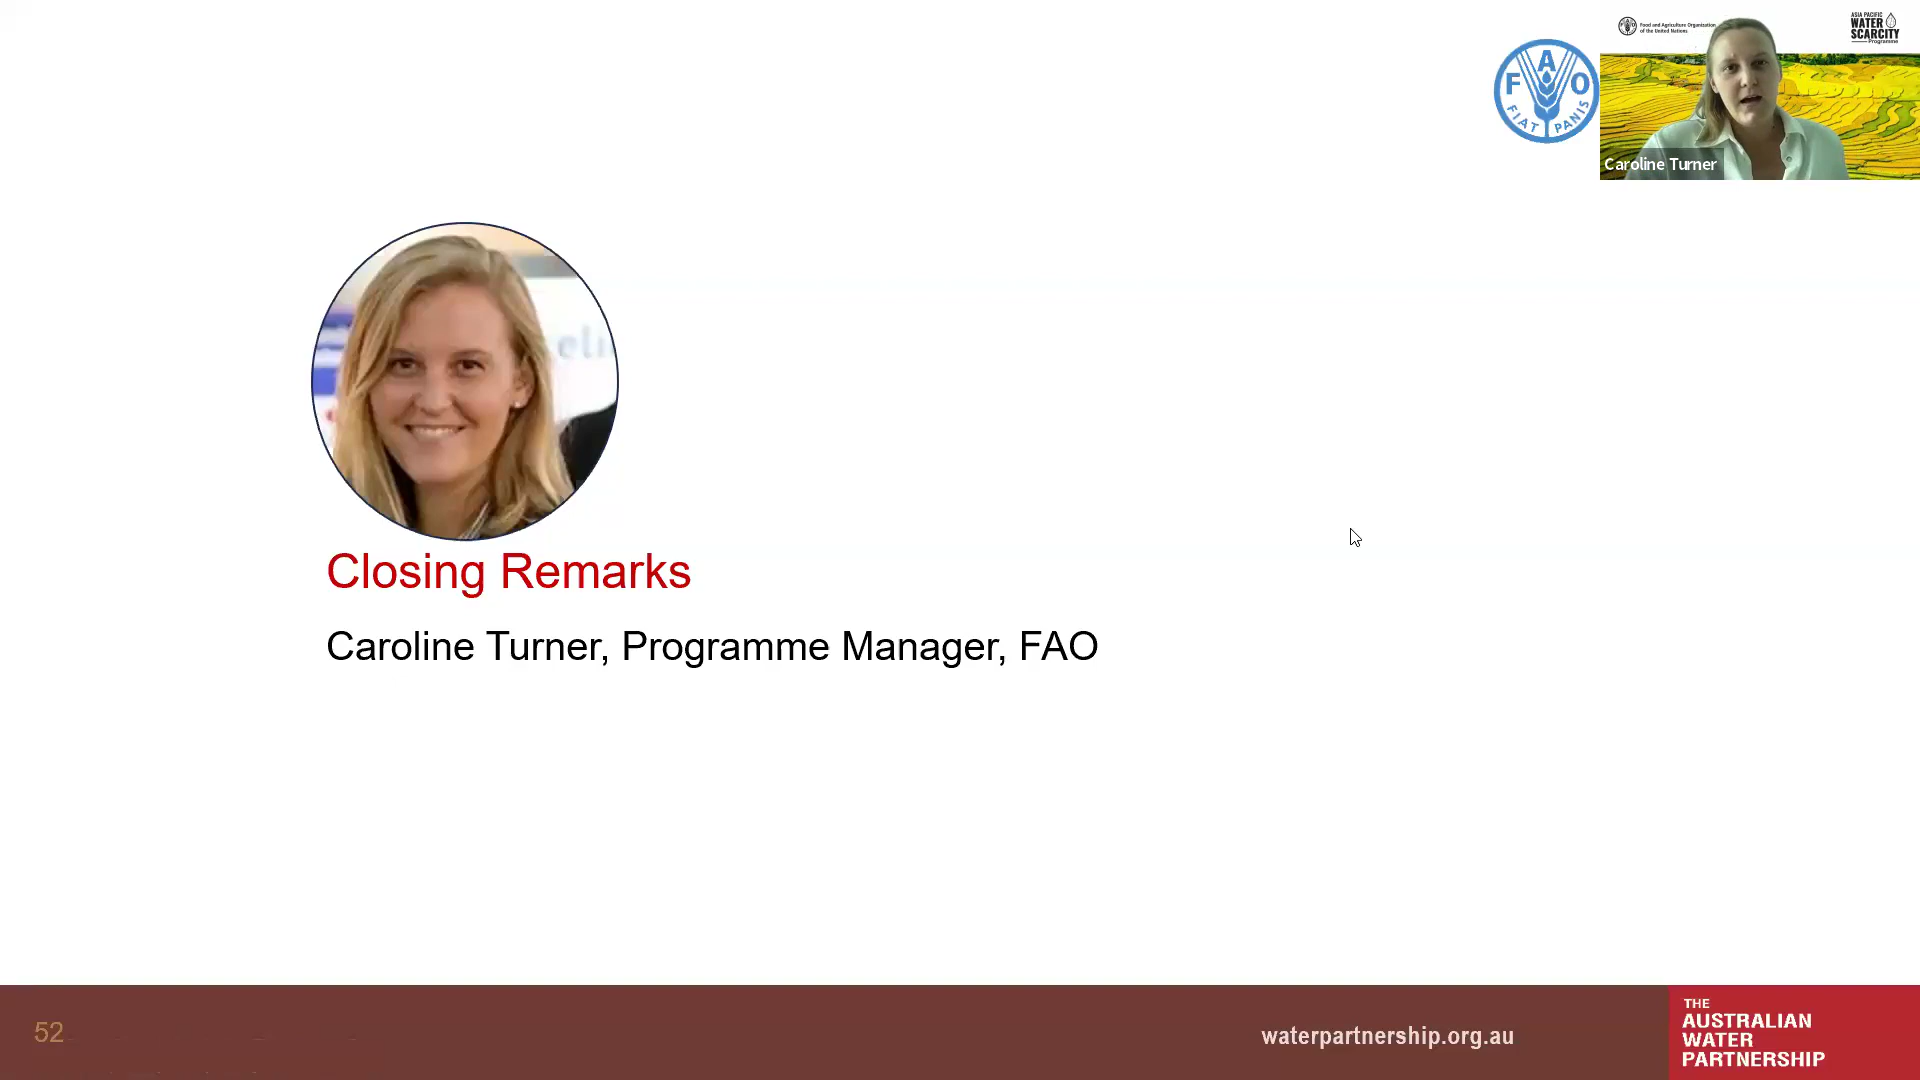 Food and Agriculture Organization
of the United Nations
ASIA PACIFIC
WATER
SCARCITY
Programme
F A O
FIAT PANIS
Caroline Turner
Closing Remarks
Caroline Turner, Programme Manager, FAO
52
waterpartnership.org.au
THE
AUSTRALIAN
WATER
PARTNERSHIP